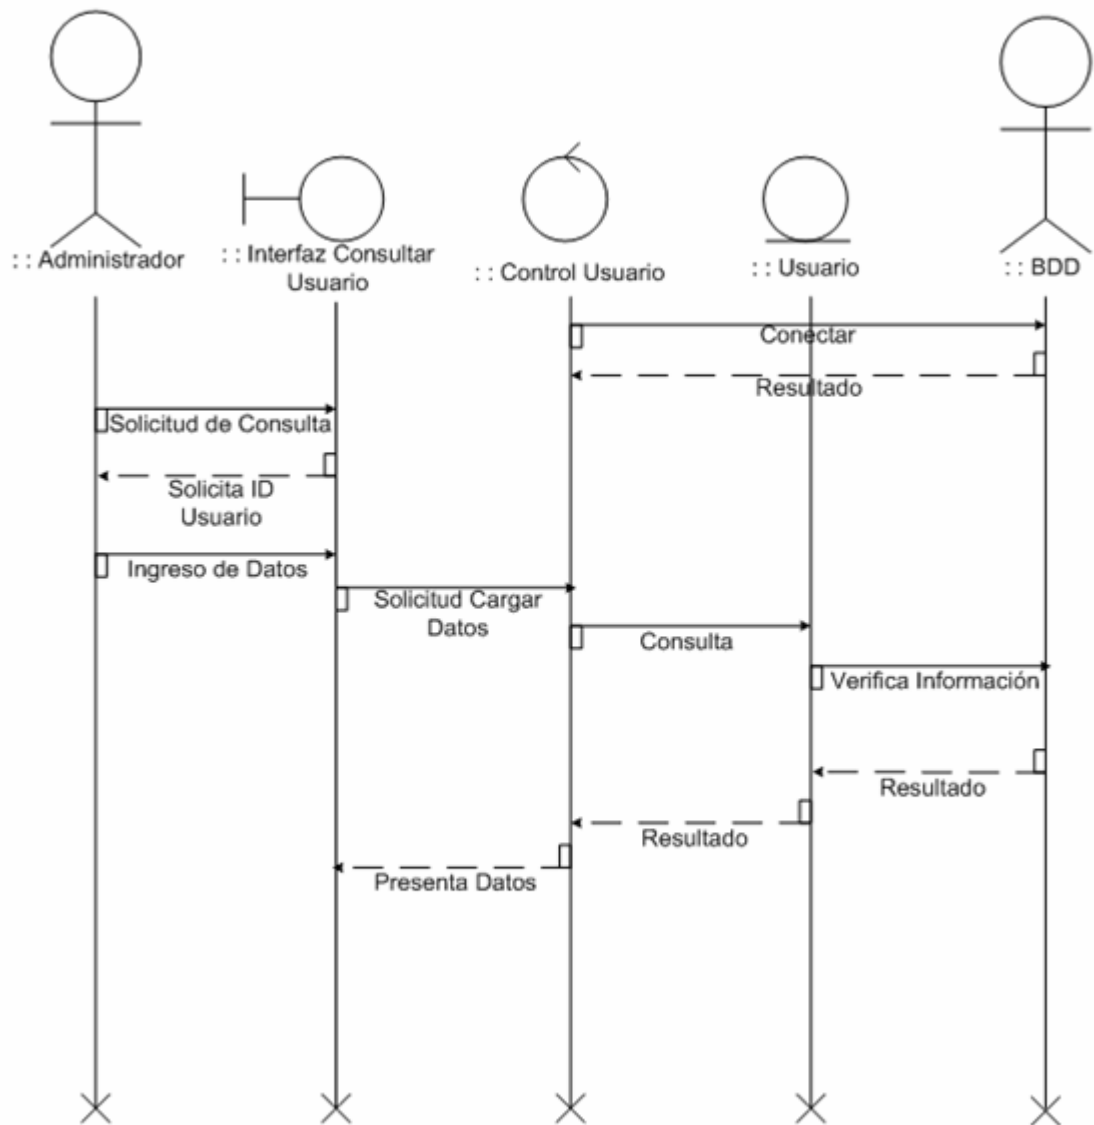 : : Administrador
: : Interfaz Consultar
Usuario
: : Control Usuario
: : Usuario
: : BDD
Conectar
Resultado
Solicitud de Consulta
Solicita ID
Usuario
Ingreso de Datos
Solicitud Cargar
Datos
Consulta
Verifica Información
Resultado
Resultado
Presenta Datos